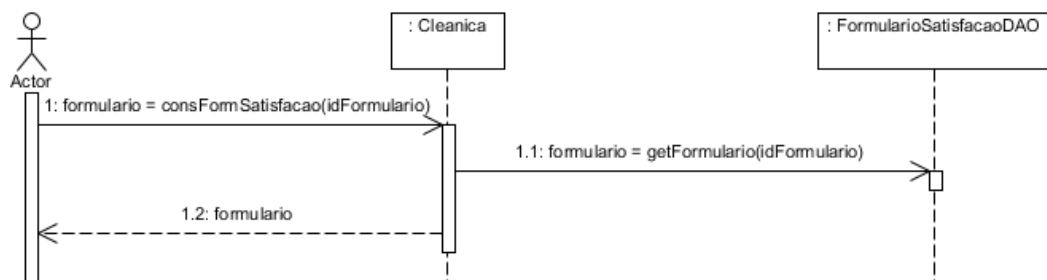 : Cleanica
: FormularioSatisfacaoDAO
Actor
1: formulario = consFormSatisfacao(idFormulario)
1.1: formulario = getFormulario(idFormulario)
1.2: formulario